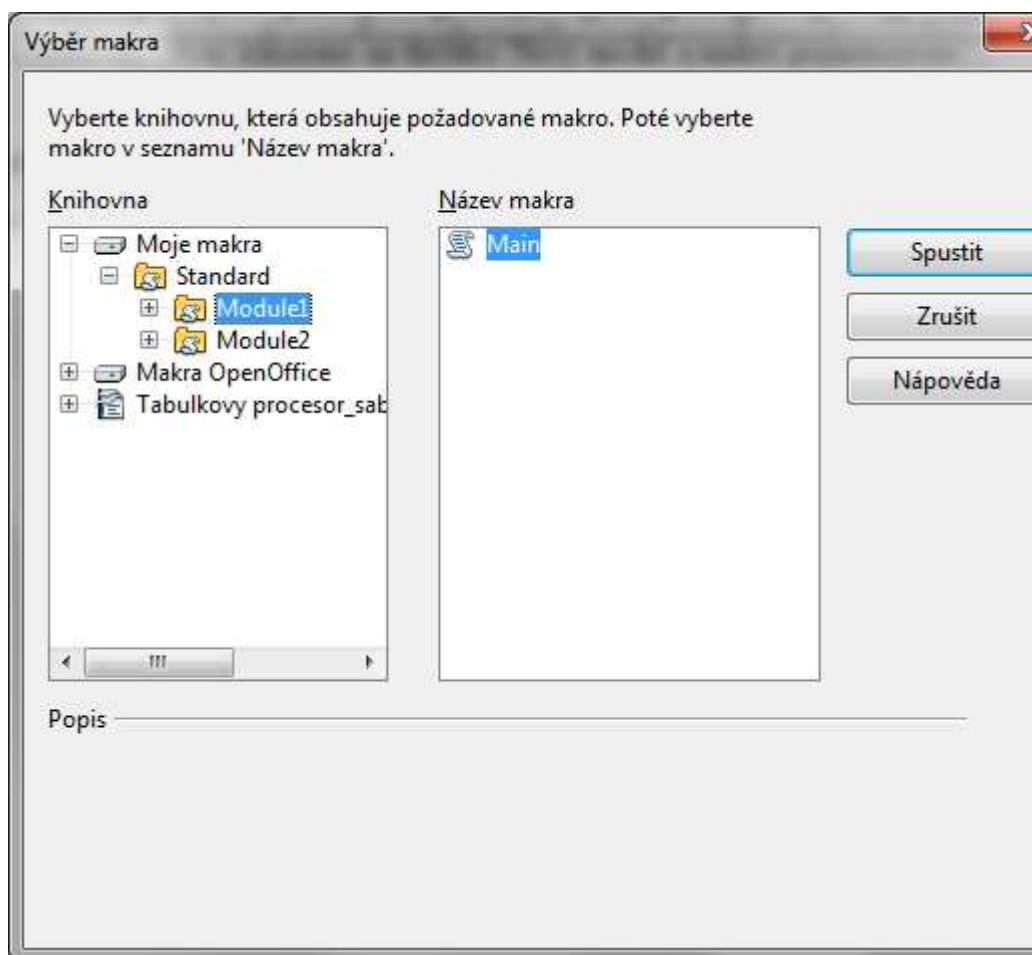 Výběr makra
Vyberte knihovnu, která obsahuje požadované makro. Poté vyberte
makro v seznamu 'Název makra'.
Knihovna
Název makra
Moje makra
Standard
Module1
Module2
Makra OpenOffice
Tabulkovy procesor_sab
Main
Spustit
Zrušit
Nápověda
Popis